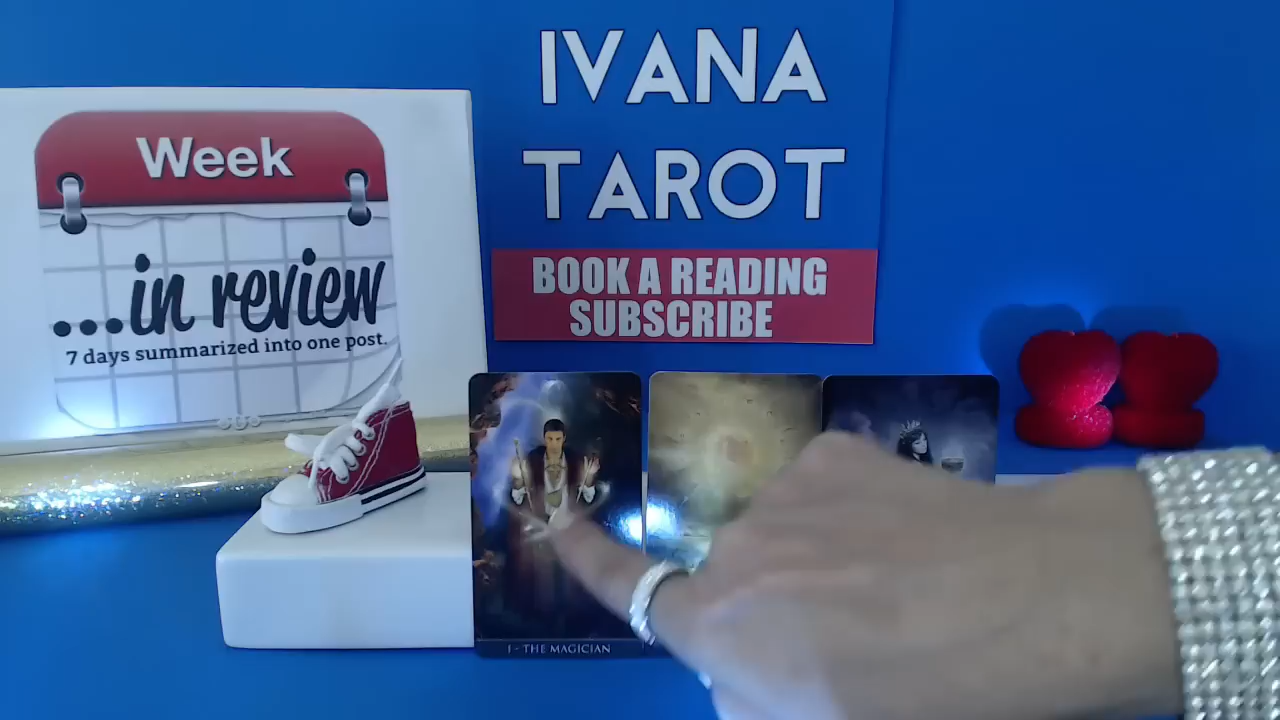 Week
...in review
7 days summarized into one post.
IVANA
TAROT
BOOK A READING
SUBSCRIBE
I - THE MAGICIAN